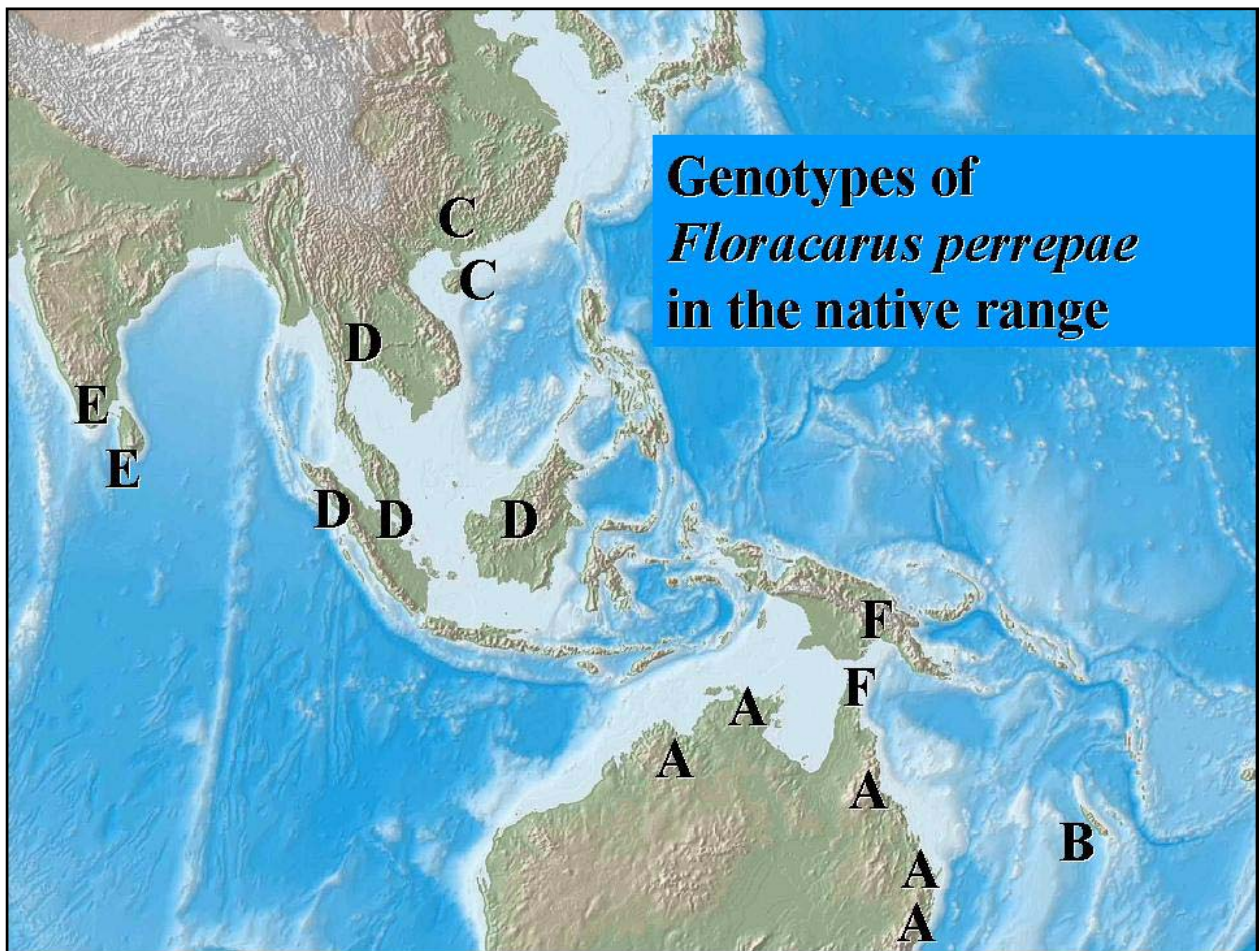 Genotypes of
Floracarus perrepae
in the native range
C
C
D
E
E
D
D
D
F
F
A
A
A
B
A
A